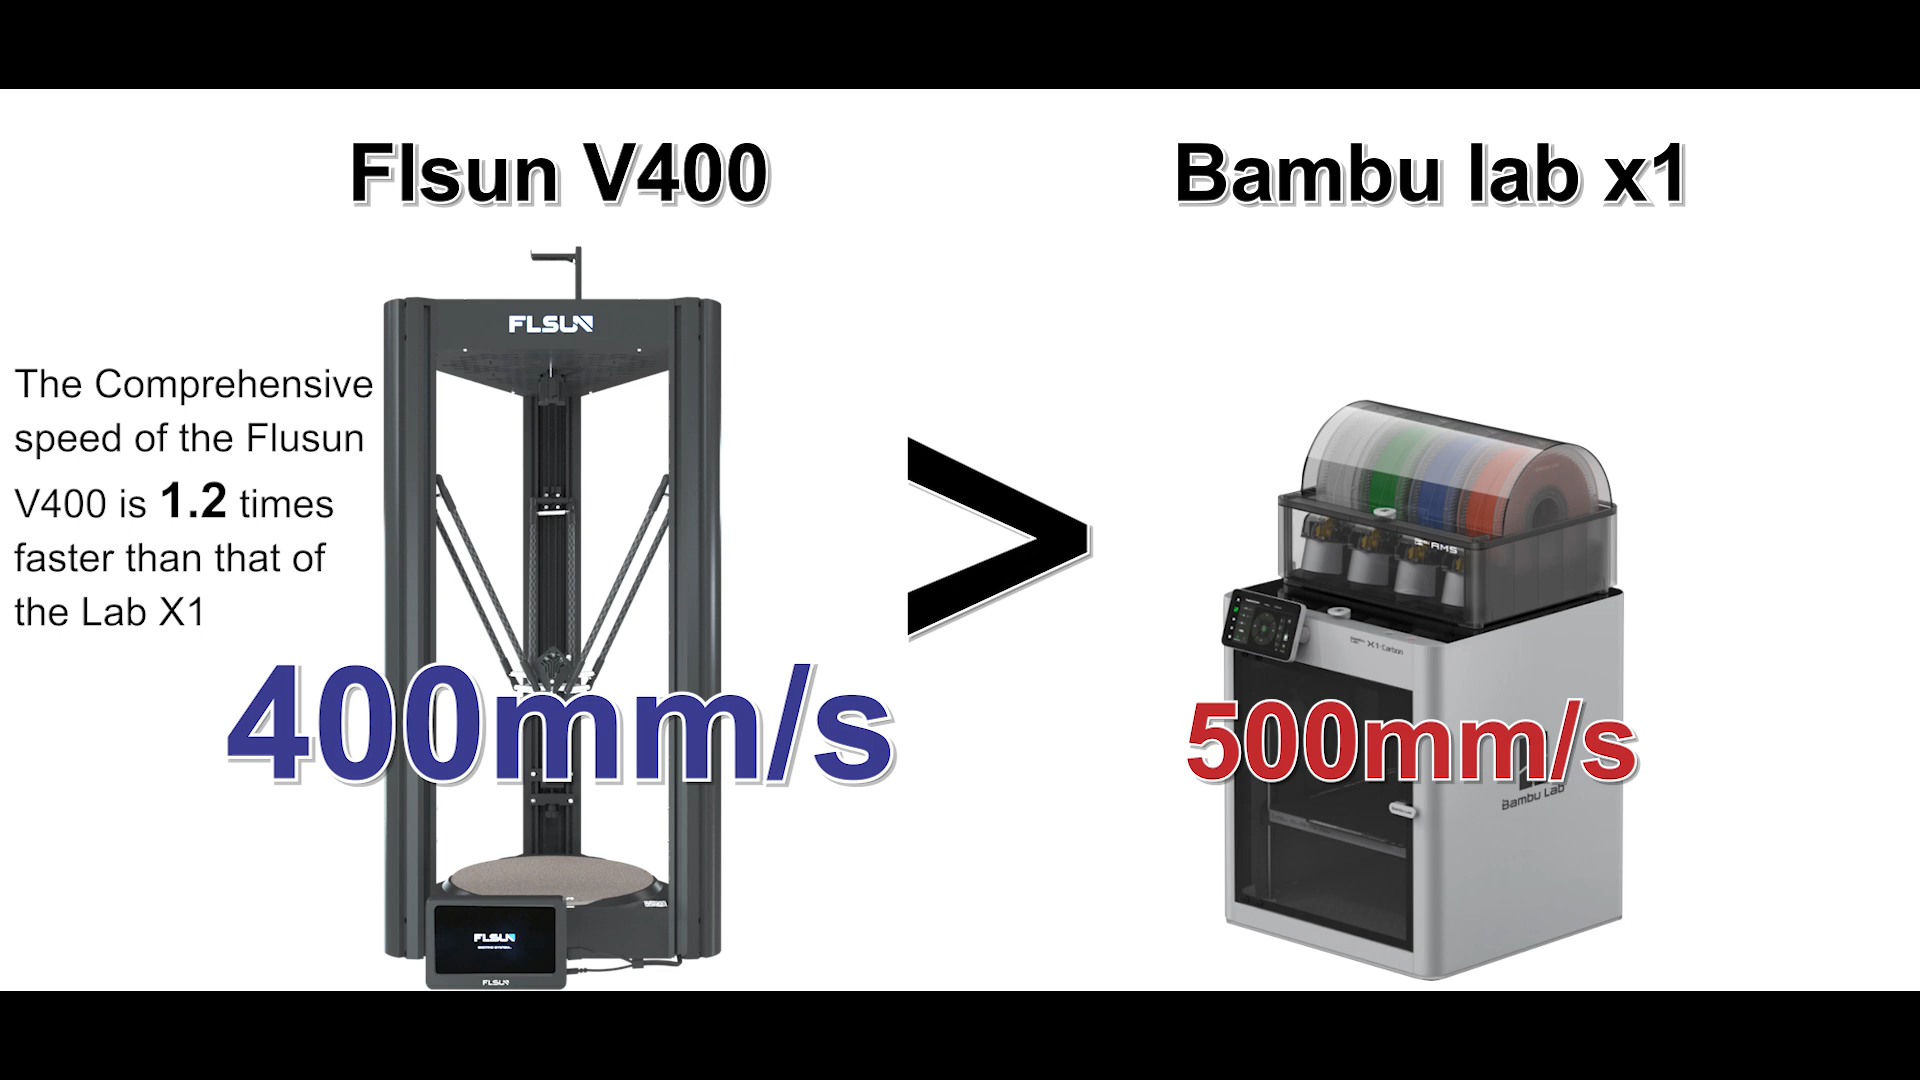 Flsun V400
Bambu lab x1
FLSUN
The Comprehensive
speed of the Flusun
V400 is 1.2 times
faster than that of
the Lab X1
>
AMS
X1-Carbon
400mm/s
500mm/s
Bambu Lab
FLSUN
FLSUN